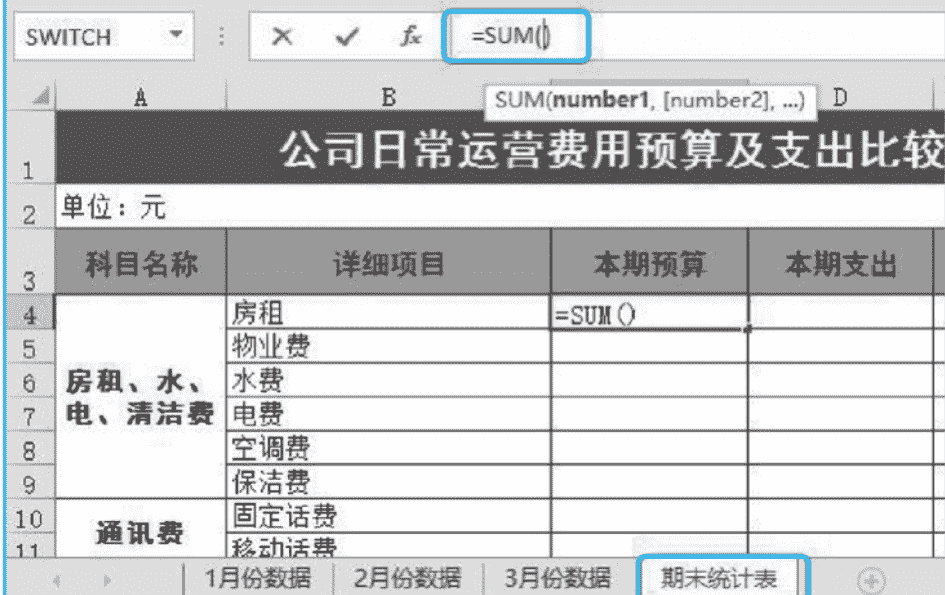 SWITCH =SUM()
SUM(number1, [number2], ...)
A B D
1 公司日常运营费用预算及支出比较
2 单位：元
3 科目名称 详细项目 本期预算 本期支出
4 房租 =SUM()
5 物业费
6 房租、水、 水费
7 电、清洁费 电费
8 空调费
9 保洁费
10 通讯费 固定话费
11 移动话费
1月份数据 2月份数据 3月份数据 期末统计表